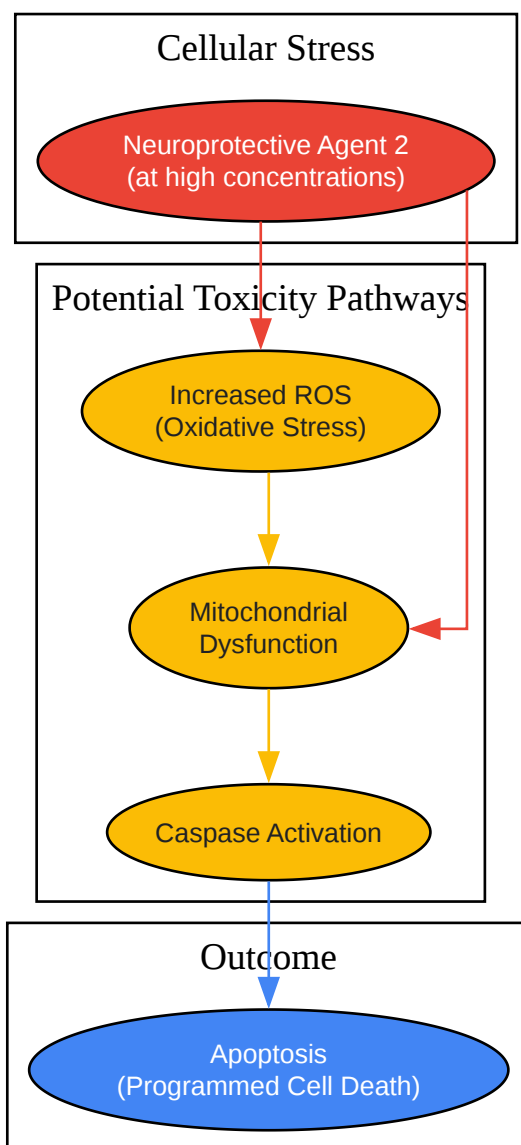 Cellular Stress
Neuroprotective Agent 2
(at high concentrations)
Potential Toxicity Pathways
Increased ROS
(Oxidative Stress)
Mitochondrial
Dysfunction
Caspase Activation
Outcome
Apoptosis
(Programmed Cell Death)